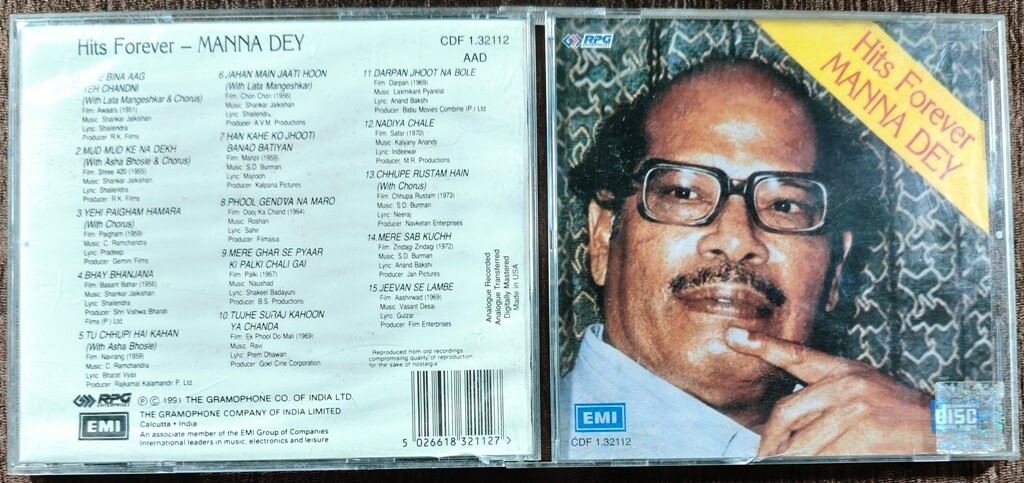 Hits Forever – MANNA DEY
CDF 1.32112
AAD
BINA AAG
YEH CHANDNI
(With Lata Mangeshkar & Chorus)
Film: Awaara (1951)
Music: Shankar Jaikishan
Lyric: Shailendra
Producer: R.K. Films
2. MUD MUD KE NA DEKH
(With Asha Bhosle & Chorus)
Film: Shree 420 (1955)
Music: Shankar Jaikishan
Lyric: Shailendra
Producer: R.K. Films
3. YEHI PAIGHAM HAMARA
(With Chorus)
Film: Paigham (1959)
Music: C. Ramchandra
Lyric: Pradeep
Producer: Gemini Films
4. BHAY BHANJANA
Film: Basant Bahar (1956)
Music: Shankar Jaikishan
Lyric: Shailendra
Producer: Shri Vishwa Bharati
Films (P) Ltd.
5. TU CHHUPI HAI KAHAN
(With Asha Bhosle)
Film: Navrang (1959)
Music: C. Ramchandra
Lyric: Bharat Vyas
Producer: Rajkamal Kalamandir P. Ltd.
6. JAHAN MAIN JAATI HOON
(With Lata Mangeshkar)
Film: Chori Chori (1956)
Music: Shankar Jaikishan
Lyric: Shailendra
Producer: A.V.M. Productions
7. HAN KAHE KO JHOOTI
BANAO BATIYAN
Film: Manzil (1959)
Music: S.D. Burman
Lyric: Majrooh
Producer: Kalpana Pictures
8. PHOOL GENDVA NA MARO
Film: Dooj Ka Chand (1964)
Music: Roshan
Lyric: Sahir
Producer: Filmasia
9. MERE GHAR SE PYAAR
KI PALKI CHALI GAI
Film: Palki (1967)
Music: Naushad
Lyric: Shakeel Badayuni
Producer: B.S. Productions
10. TUJHE SURAJ KAHOON
YA CHANDA
Film: Ek Phool Do Mali (1969)
Music: Ravi
Lyric: Prem Dhawan
Producer: Goel Cine Corporation
11. DARPAN JHOOT NA BOLE
Film: Darpan (1969)
Music: Laxmikant Pyarelal
Lyric: Anand Bakshi
Producer: Babu Movies Combine (P.) Ltd.
12. NADIYA CHALE
Film: Safar (1970)
Music: Kalyanji Anandji
Lyric: Indeewar
Producer: M.R. Productions
13. CHHUPE RUSTAM HAIN
(With Chorus)
Film: Chhupa Rustam (1973)
Music: S.D. Burman
Lyric: Neeraj
Producer: Navketan Enterprises
14. MERE SAB KUCHH
Film: Zindagi Zindagi (1972)
Music: S.D. Burman
Lyric: Anand Bakshi
Producer: Jan Pictures
15. JEEVAN SE LAMBE
Film: Aashirwad (1969)
Music: Vasant Desai
Lyric: Gulzar
Producer: Film Enterprises
Analogue Recorded
Analogue Transferred
Digitally Mastered
Made in USA
Reproduced from old recordings
compromising quality of reproduction
for the sake of nostalgia
RPG
ENTERPRISES
℗ © 1991 THE GRAMOPHONE CO. OF INDIA LTD.
EMI
THE GRAMOPHONE COMPANY OF INDIA LIMITED
Calcutta • India
An associate member of the EMI Group of Companies
International leaders in music, electronics and leisure
5 026618 321127 >
RPG
Hits Forever
MANNA DEY
EMI
CDF 1.32112
DISC